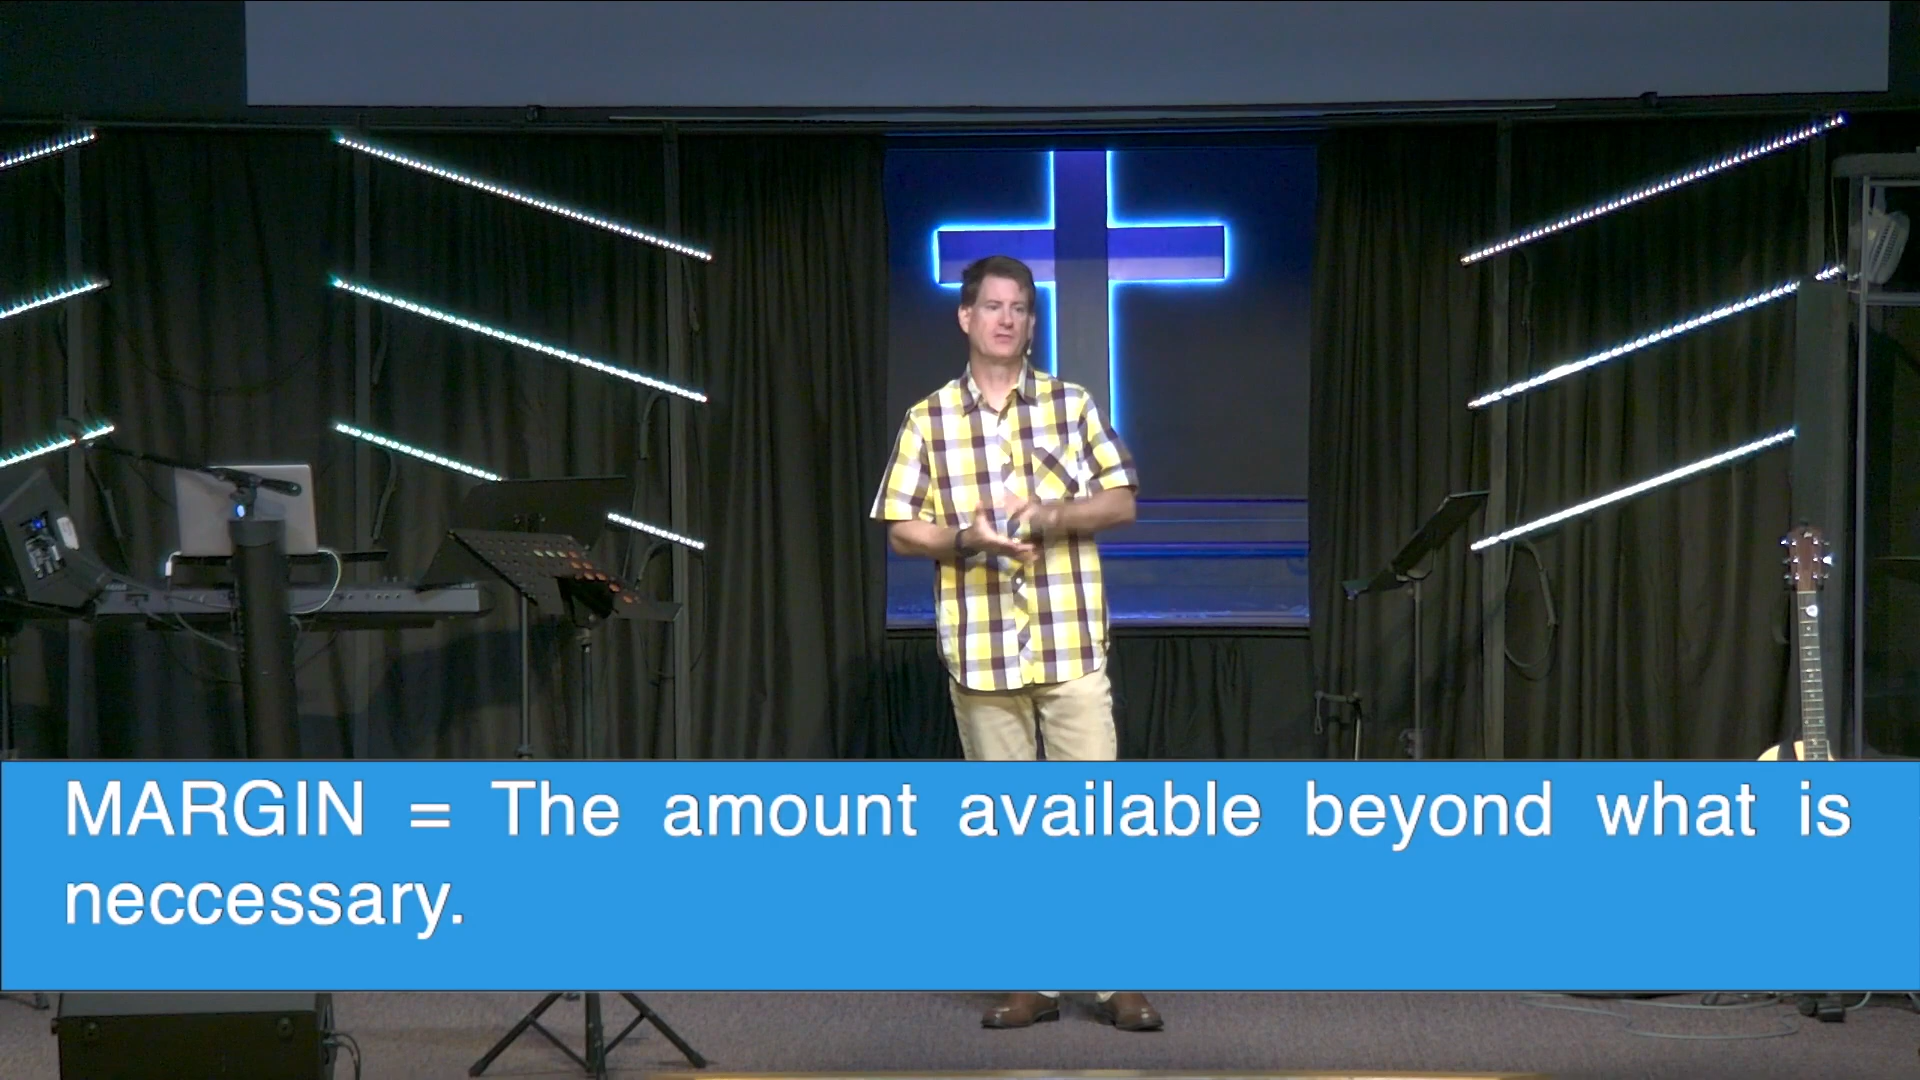 MARGIN = The amount available beyond what is
neccessary.